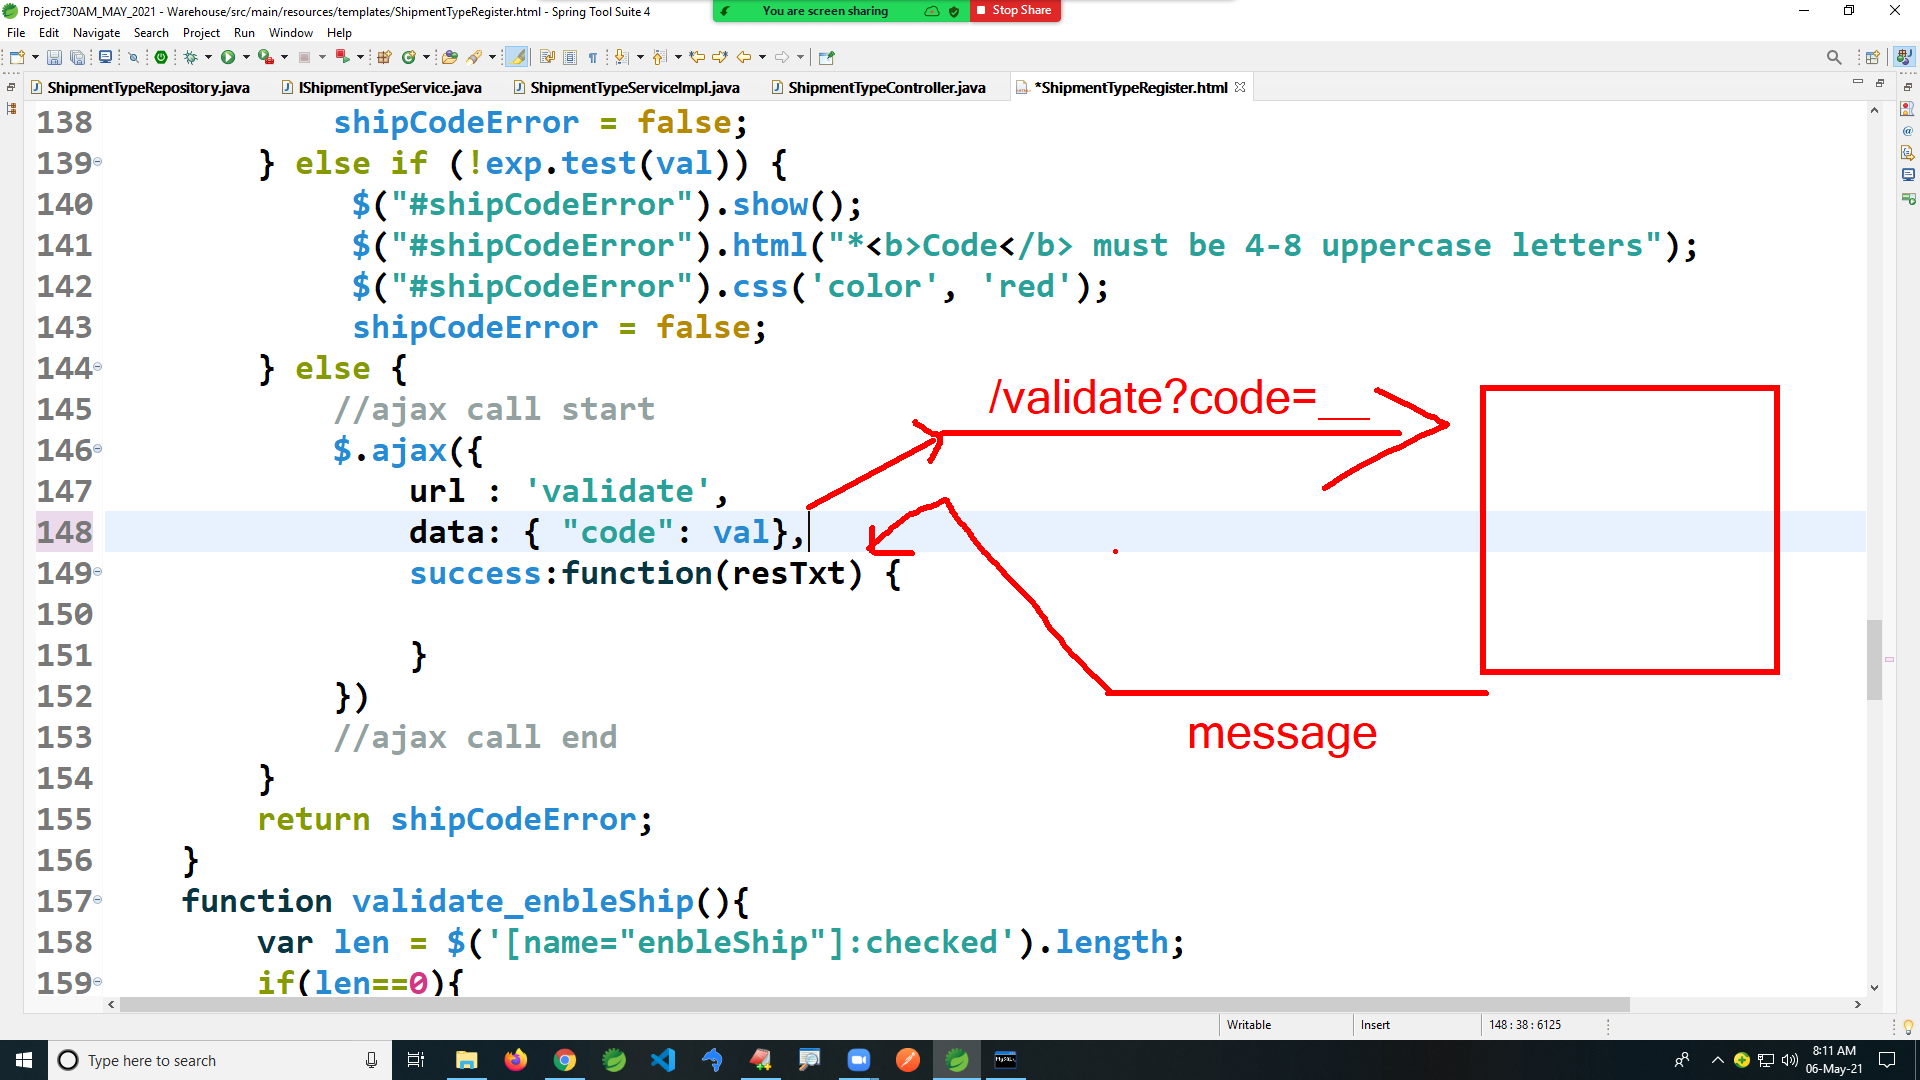 Project730AM_MAY_2021 - Warehouse/src/main/resources/templates/ShipmentTypeRegister.html - Spring Tool Suite 4
You are screen sharing
Stop Share
File Edit Navigate Search Project Run Window Help
ShipmentTypeRepository.java IShipmentTypeService.java ShipmentTypeServiceImpl.java ShipmentTypeController.java *ShipmentTypeRegister.html
138 shipCodeError = false;
139 } else if (!exp.test(val)) {
140 $("#shipCodeError").show();
141 $("#shipCodeError").html("*<b>Code</b> must be 4-8 uppercase letters");
142 $("#shipCodeError").css('color', 'red');
143 shipCodeError = false;
144 } else {
145 //ajax call start
/validate?code=__
146 $.ajax({
147 url : 'validate',
148 data: { "code": val},
149 success:function(resTxt) {
150
151 }
152 })
153 //ajax call end
message
154 }
155 return shipCodeError;
156 }
157 function validate_enbleShip(){
158 var len = $('[name="enbleShip"]:checked').length;
159 if(len==0){
Writable Insert 148 : 38 : 6125
Type here to search
8:11 AM
06-May-21